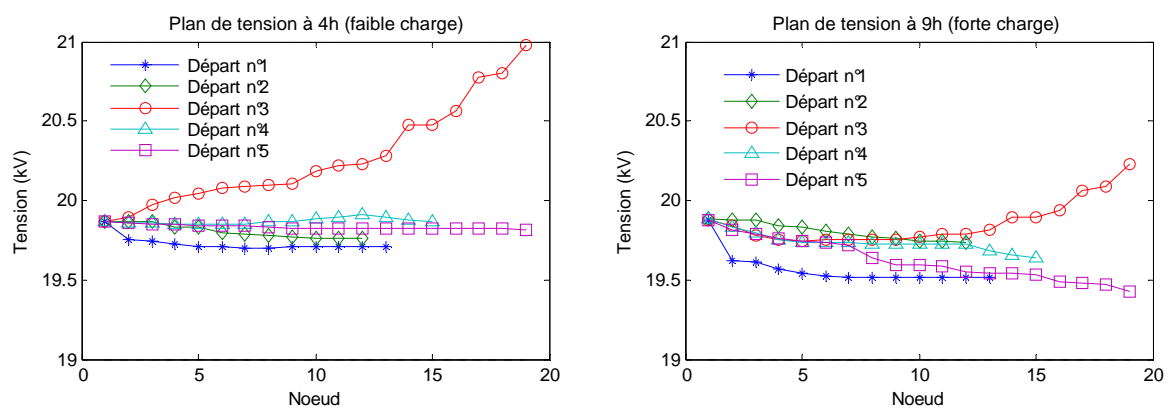 Plan de tension à 4h (faible charge)
21
20.5
20
19.5
19
Tension (kV)
Départ n°1
Départ n°2
Départ n°3
Départ n°4
Départ n°5
0
5
10
15
20
Noeud
Plan de tension à 9h (forte charge)
21
20.5
20
19.5
19
Tension (kV)
Départ n°1
Départ n°2
Départ n°3
Départ n°4
Départ n°5
0
5
10
15
20
Noeud